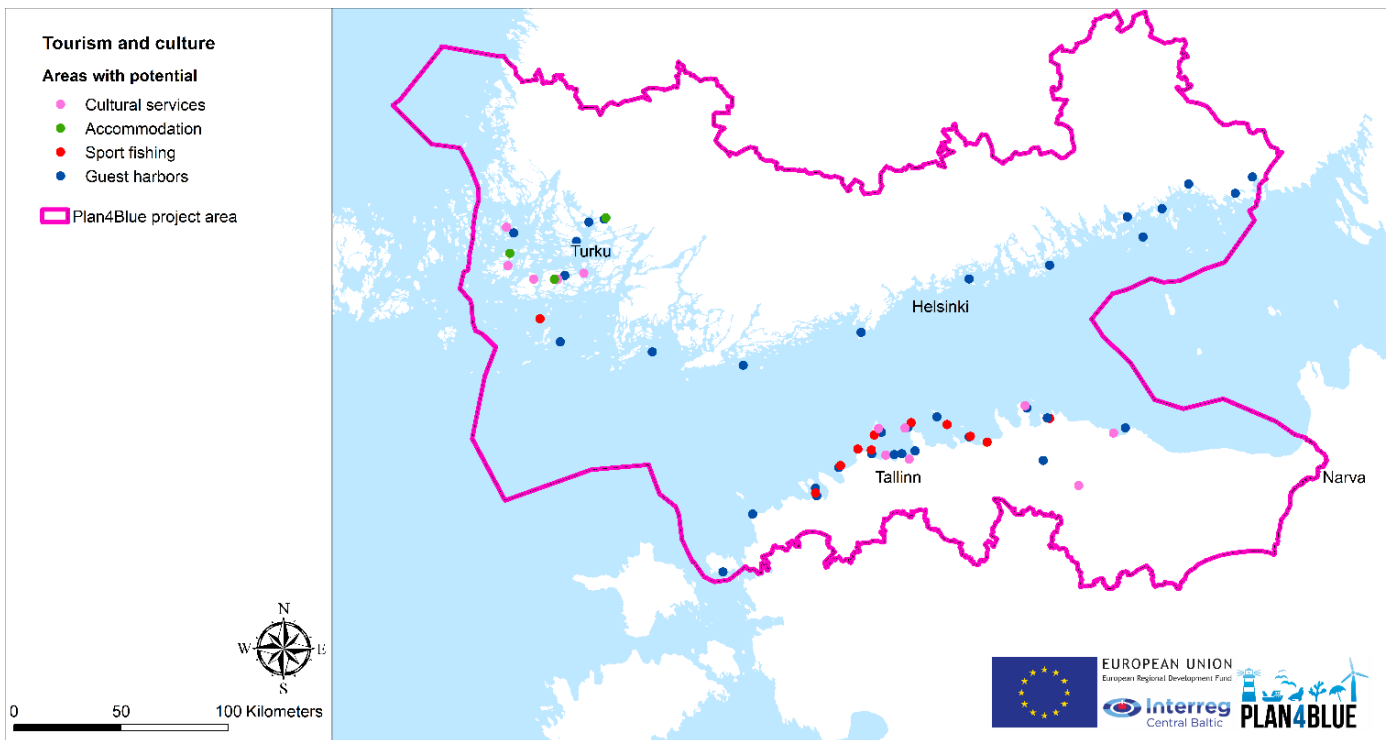 Tourism and culture
Areas with potential
Cultural services
Accommodation
Sport fishing
Guest harbors
Plan4Blue project area
Turku
Helsinki
Tallinn
Narva
N
W E
S
0 50 100 Kilometers
EUROPEAN UNION
European Regional Development Fund
Interreg
Central Baltic
PLAN4BLUE